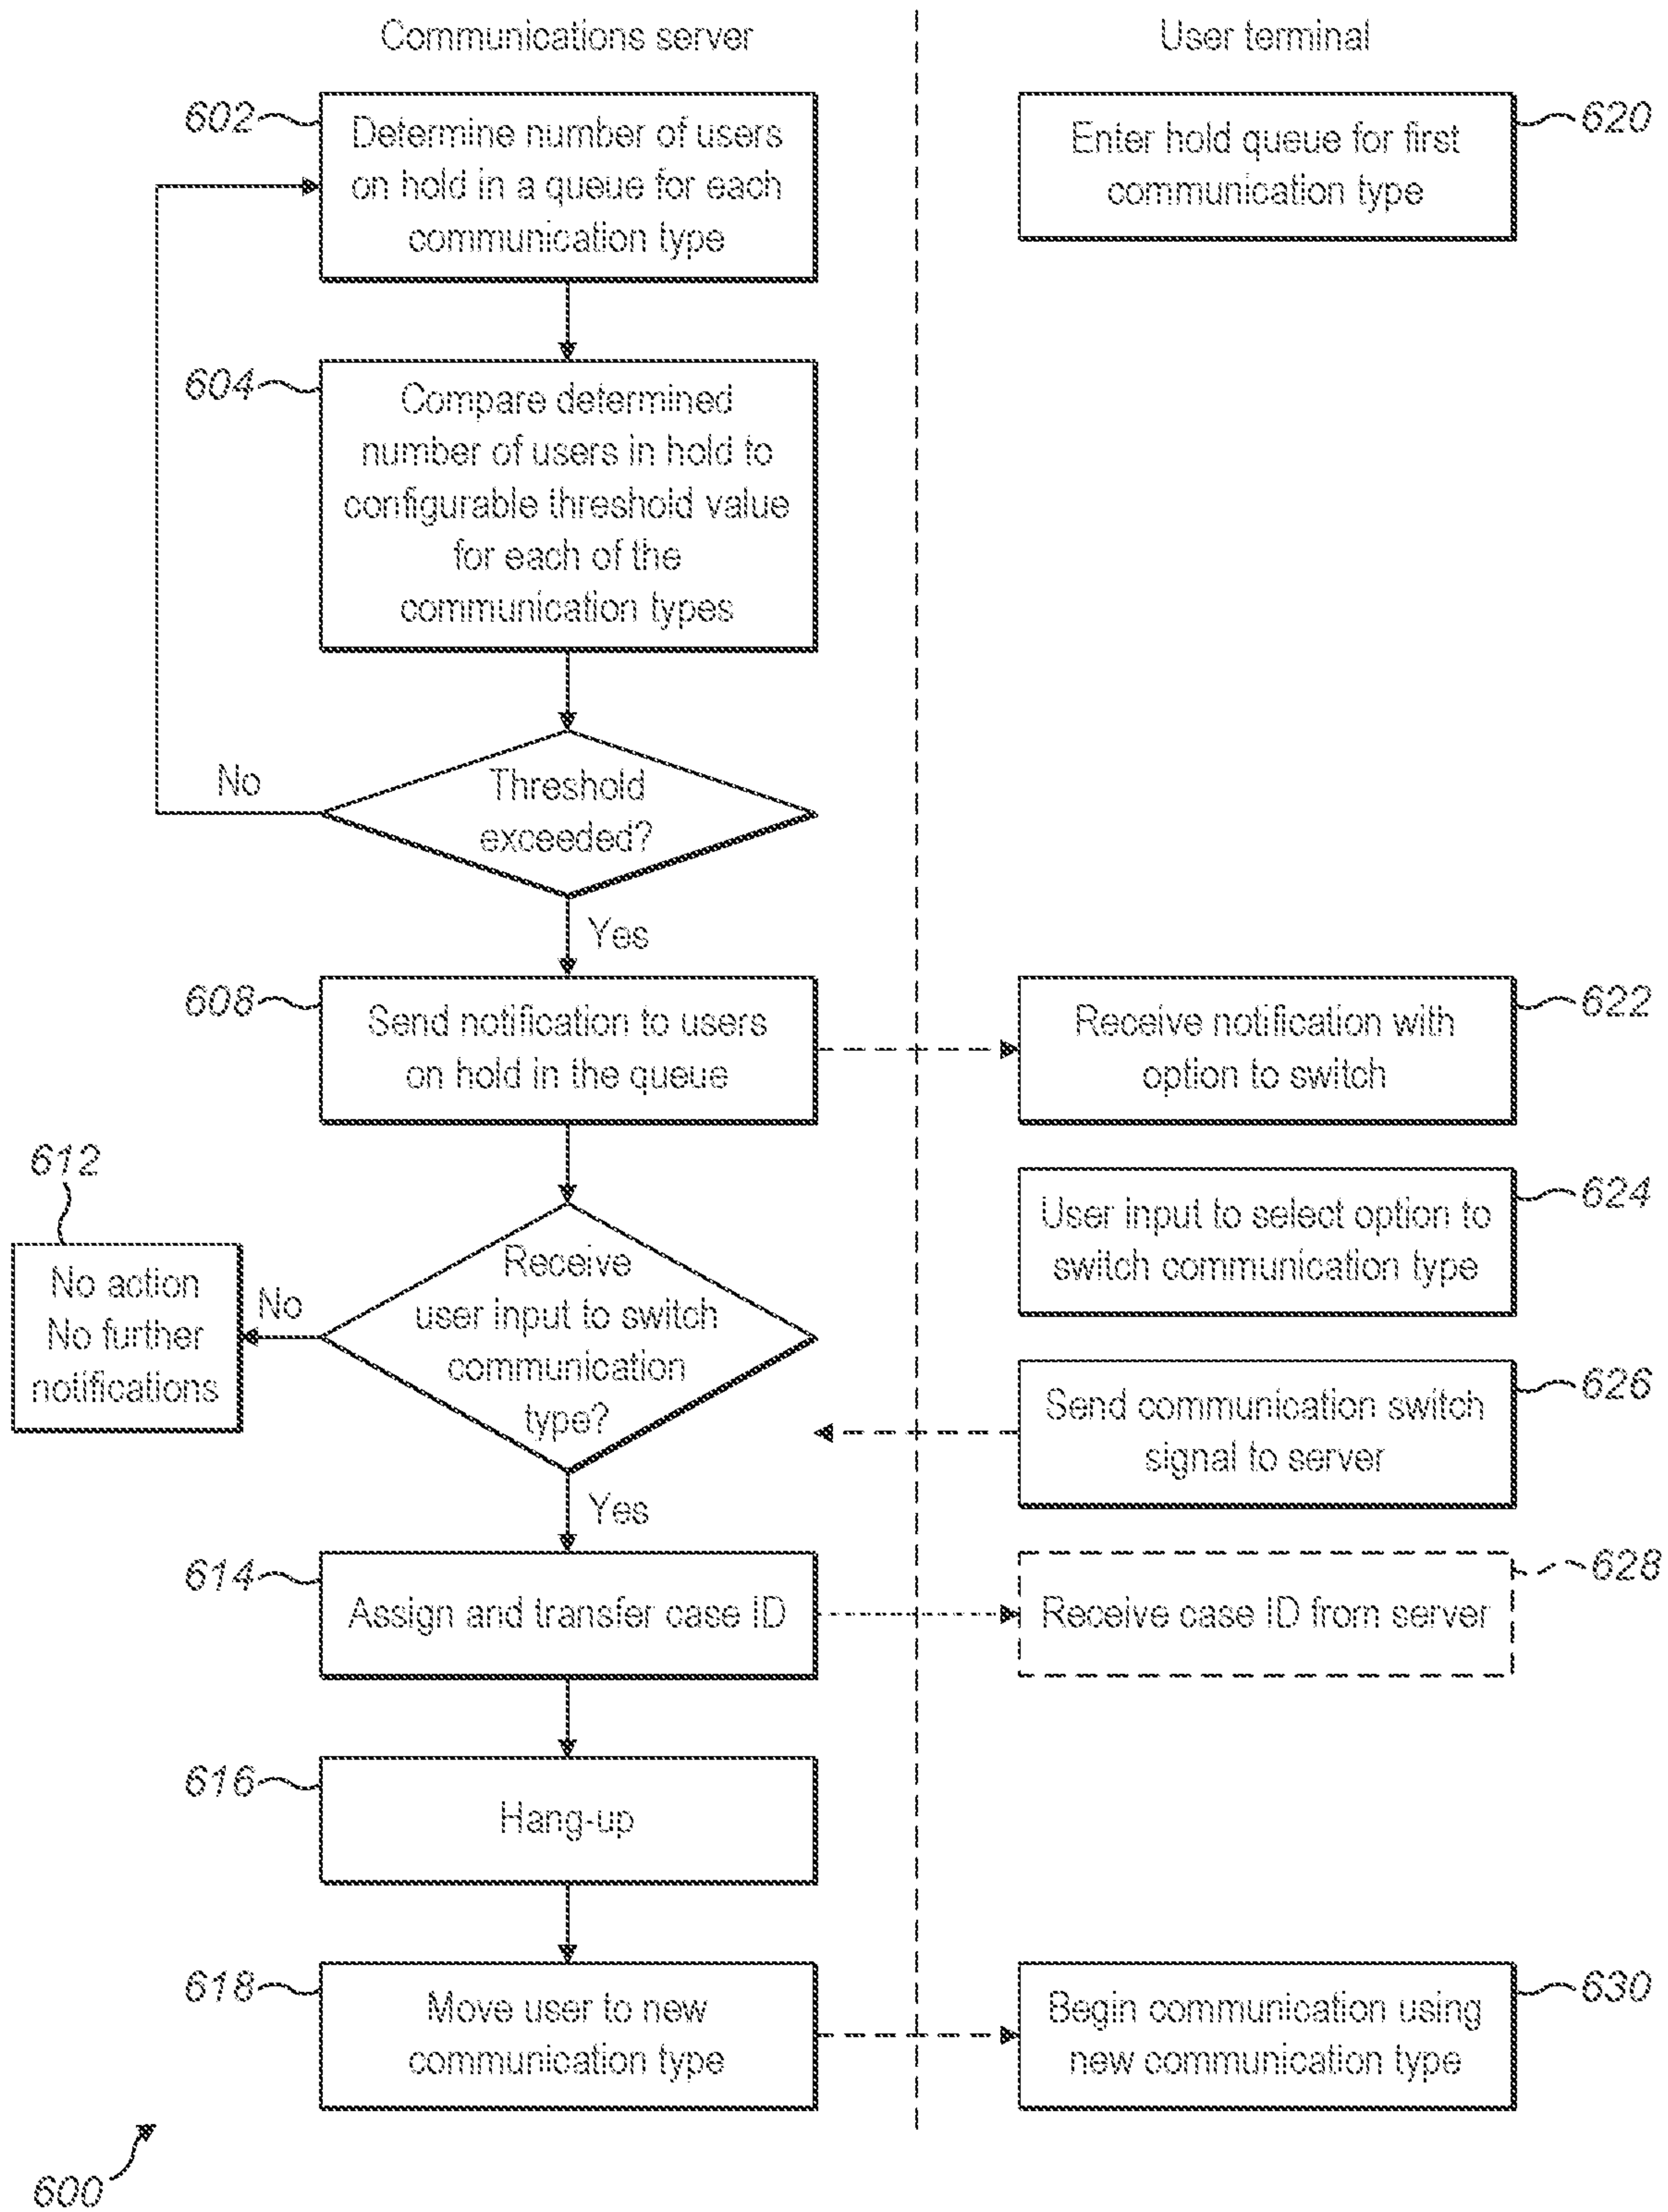 Communications server
User terminal
602
Determine number of users
on hold in a queue for each
communication type
620
Enter hold queue for first
communication type
604
Compare determined
number of users in hold to
configurable threshold value
for each of the
communication types
No
Threshold
exceeded?
Yes
608
Send notification to users
on hold in the queue
622
Receive notification with
option to switch
612
No action
No further
notifications
No
Receive
user input to switch
communication
type?
624
User input to select option to
switch communication type
626
Send communication switch
signal to server
Yes
614
Assign and transfer case ID
628
Receive case ID from server
616
Hang-up
618
Move user to new
communication type
630
Begin communication using
new communication type
600